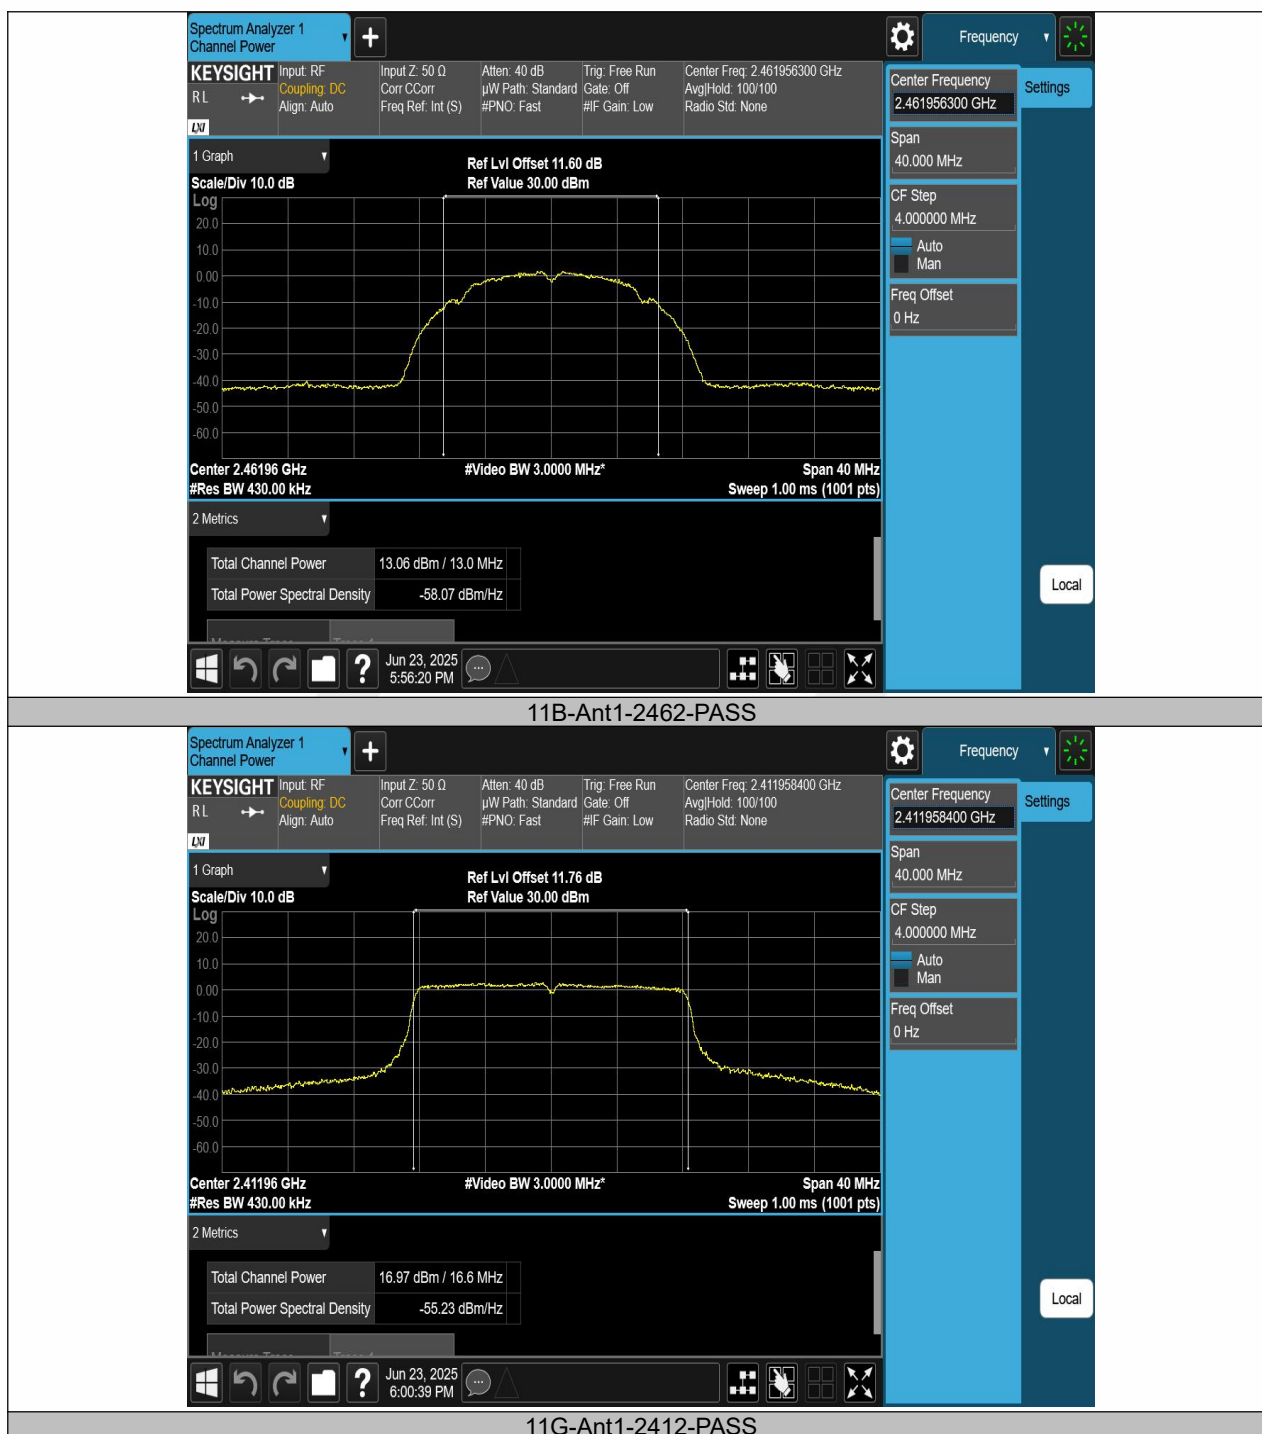 Spectrum Analyzer 1
Channel Power
+
Frequency
KEYSIGHT
RL
LXI
Input: RF
Coupling: DC
Align: Auto
Input Z: 50 Ω
Corr CCorr
Freq Ref: Int (S)
Atten: 40 dB
µW Path: Standard
#PNO: Fast
Trig: Free Run
Gate: Off
#IF Gain: Low
Center Freq: 2.461956300 GHz
Avg|Hold: 100/100
Radio Std: None
Center Frequency
2.461956300 GHz
Settings
Span
40.000 MHz
CF Step
4.000000 MHz
Auto
Man
Freq Offset
0 Hz
1 Graph
Scale/Div 10.0 dB
Ref Lvl Offset 11.60 dB
Ref Value 30.00 dBm
Log
20.0
10.0
0.00
-10.0
-20.0
-30.0
-40.0
-50.0
-60.0
Center 2.46196 GHz
#Video BW 3.0000 MHz*
Span 40 MHz
#Res BW 430.00 kHz
Sweep 1.00 ms (1001 pts)
2 Metrics
Total Channel Power 13.06 dBm / 13.0 MHz
Total Power Spectral Density -58.07 dBm/Hz
Local
?
Jun 23, 2025
5:56:20 PM
11B-Ant1-2462-PASS
Spectrum Analyzer 1
Channel Power
+
Frequency
KEYSIGHT
RL
LXI
Input: RF
Coupling: DC
Align: Auto
Input Z: 50 Ω
Corr CCorr
Freq Ref: Int (S)
Atten: 40 dB
µW Path: Standard
#PNO: Fast
Trig: Free Run
Gate: Off
#IF Gain: Low
Center Freq: 2.411958400 GHz
Avg|Hold: 100/100
Radio Std: None
Center Frequency
2.411958400 GHz
Settings
Span
40.000 MHz
CF Step
4.000000 MHz
Auto
Man
Freq Offset
0 Hz
1 Graph
Scale/Div 10.0 dB
Ref Lvl Offset 11.76 dB
Ref Value 30.00 dBm
Log
20.0
10.0
0.00
-10.0
-20.0
-30.0
-40.0
-50.0
-60.0
Center 2.41196 GHz
#Video BW 3.0000 MHz*
Span 40 MHz
#Res BW 430.00 kHz
Sweep 1.00 ms (1001 pts)
2 Metrics
Total Channel Power 16.97 dBm / 16.6 MHz
Total Power Spectral Density -55.23 dBm/Hz
Local
?
Jun 23, 2025
6:00:39 PM
11G-Ant1-2412-PASS